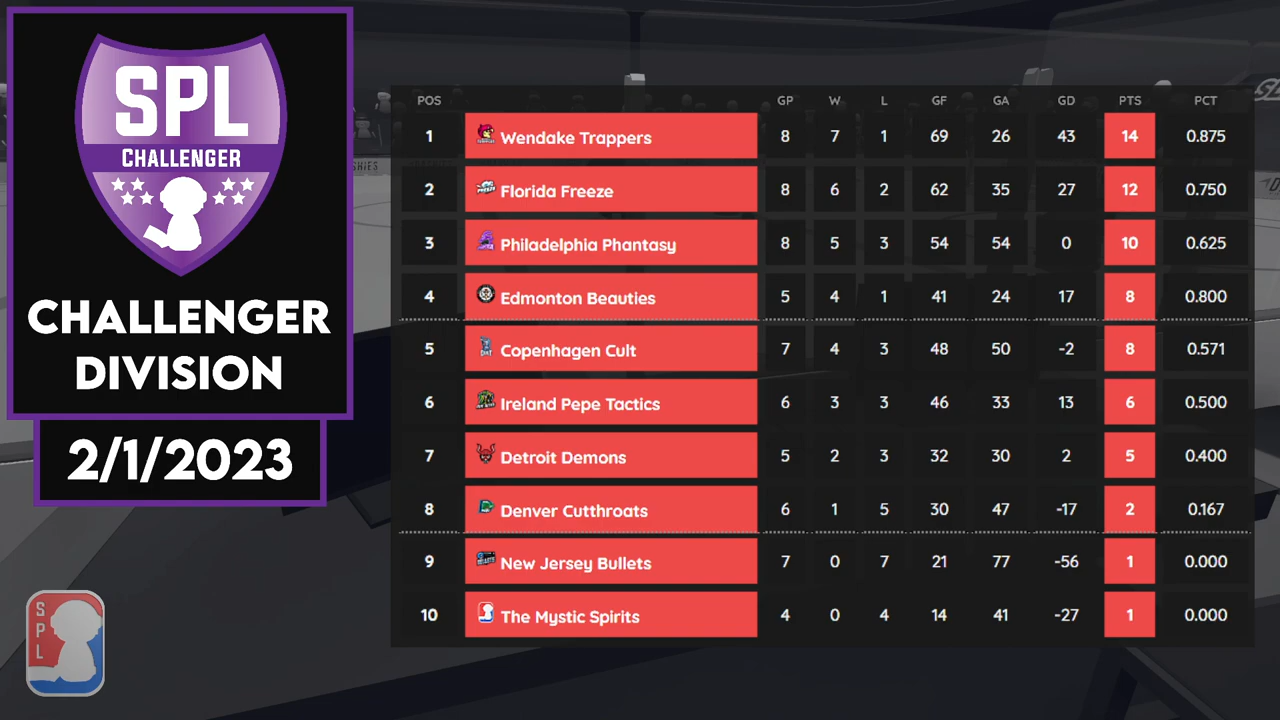 SPL
CHALLENGER
CHALLENGER
DIVISION
2/1/2023
SPL
POS GP W L GF GA GD PTS PCT
1 Wendake Trappers 8 7 1 69 26 43 14 0.875
2 Florida Freeze 8 6 2 62 35 27 12 0.750
3 Philadelphia Phantasy 8 5 3 54 54 0 10 0.625
4 Edmonton Beauties 5 4 1 41 24 17 8 0.800
5 Copenhagen Cult 7 4 3 48 50 -2 8 0.571
6 Ireland Pepe Tactics 6 3 3 46 33 13 6 0.500
7 Detroit Demons 5 2 3 32 30 2 5 0.400
8 Denver Cutthroats 6 1 5 30 47 -17 2 0.167
9 New Jersey Bullets 7 0 7 21 77 -56 1 0.000
10 The Mystic Spirits 4 0 4 14 41 -27 1 0.000